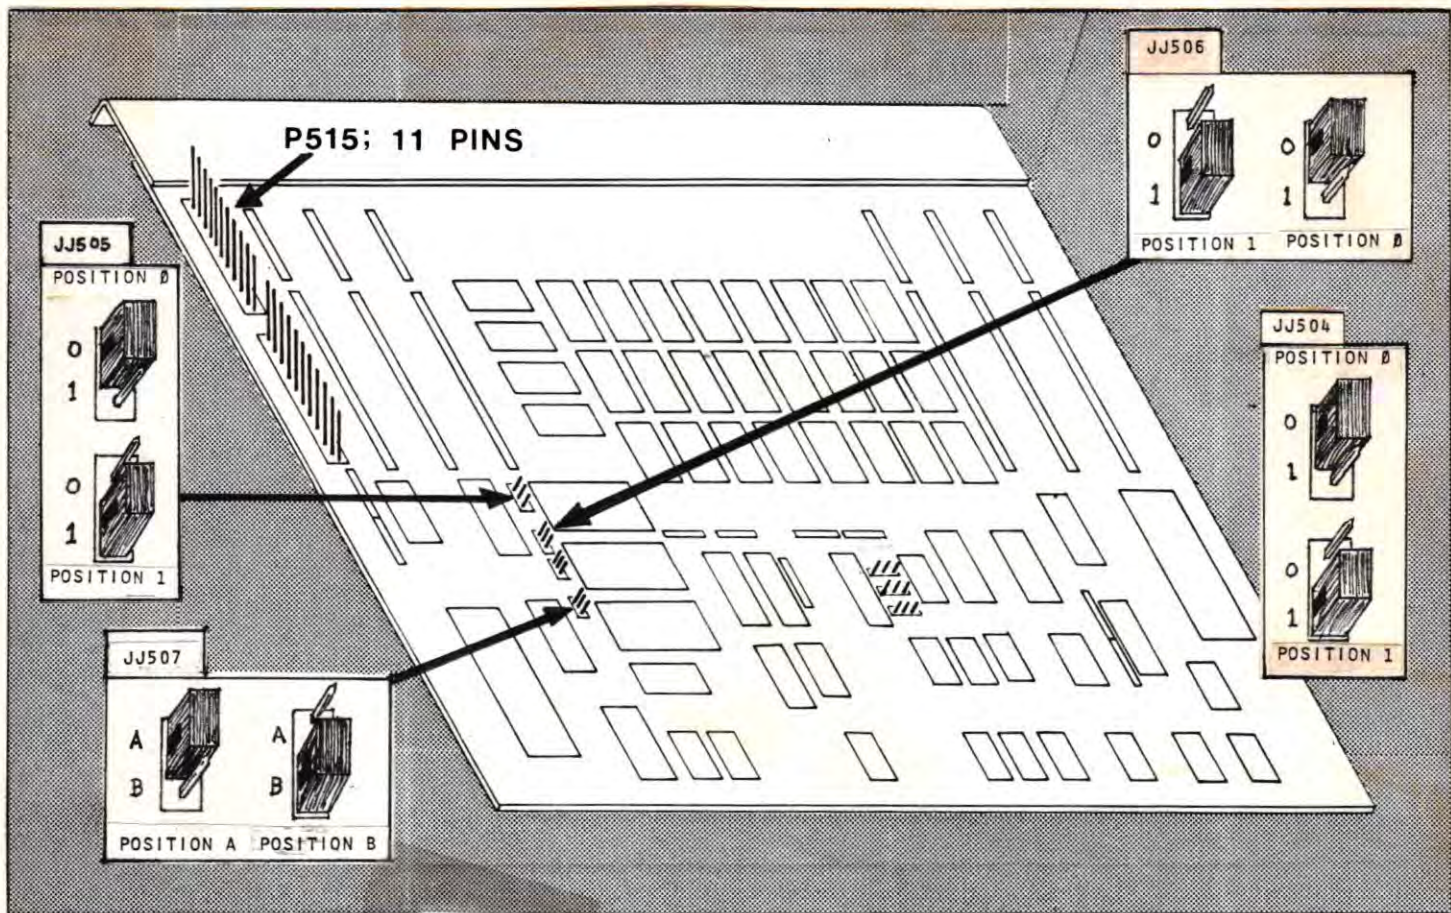 JJ506
0
1
0
1
POSITION 1 POSITION Ø
P515; 11 PINS
JJ505
POSITION Ø
0
1
0
1
POSITION 1
JJ504
POSITION Ø
0
1
0
1
POSITION 1
JJ507
A
B
A
B
POSITION A POSITION B